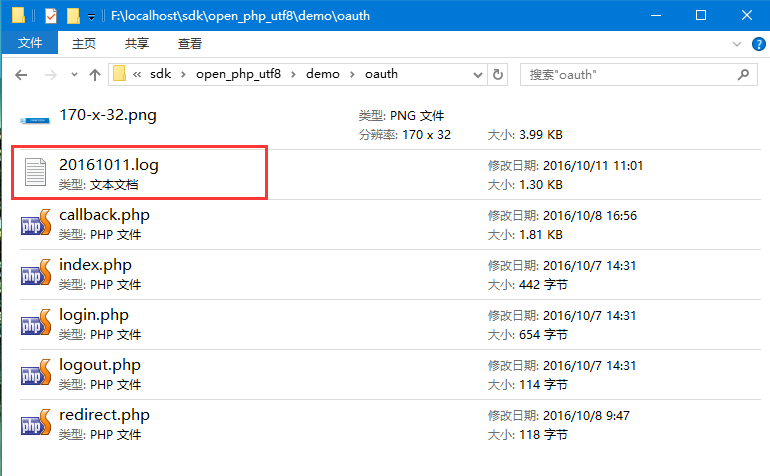 F:\localhost\sdk\open_php_utf8\demo\oauth
文件 主页 共享 查看
« sdk › open_php_utf8 › demo › oauth 搜索"oauth"
170-x-32.png 类型: PNG 文件
分辨率: 170 x 32 大小: 3.99 KB
20161011.log 修改日期: 2016/10/11 11:01
类型: 文本文档 大小: 1.30 KB
callback.php 修改日期: 2016/10/8 16:56
类型: PHP 文件 大小: 1.81 KB
index.php 修改日期: 2016/10/7 14:31
类型: PHP 文件 大小: 442 字节
login.php 修改日期: 2016/10/7 14:31
类型: PHP 文件 大小: 654 字节
logout.php 修改日期: 2016/10/7 14:31
类型: PHP 文件 大小: 114 字节
redirect.php 修改日期: 2016/10/8 9:47
类型: PHP 文件 大小: 118 字节